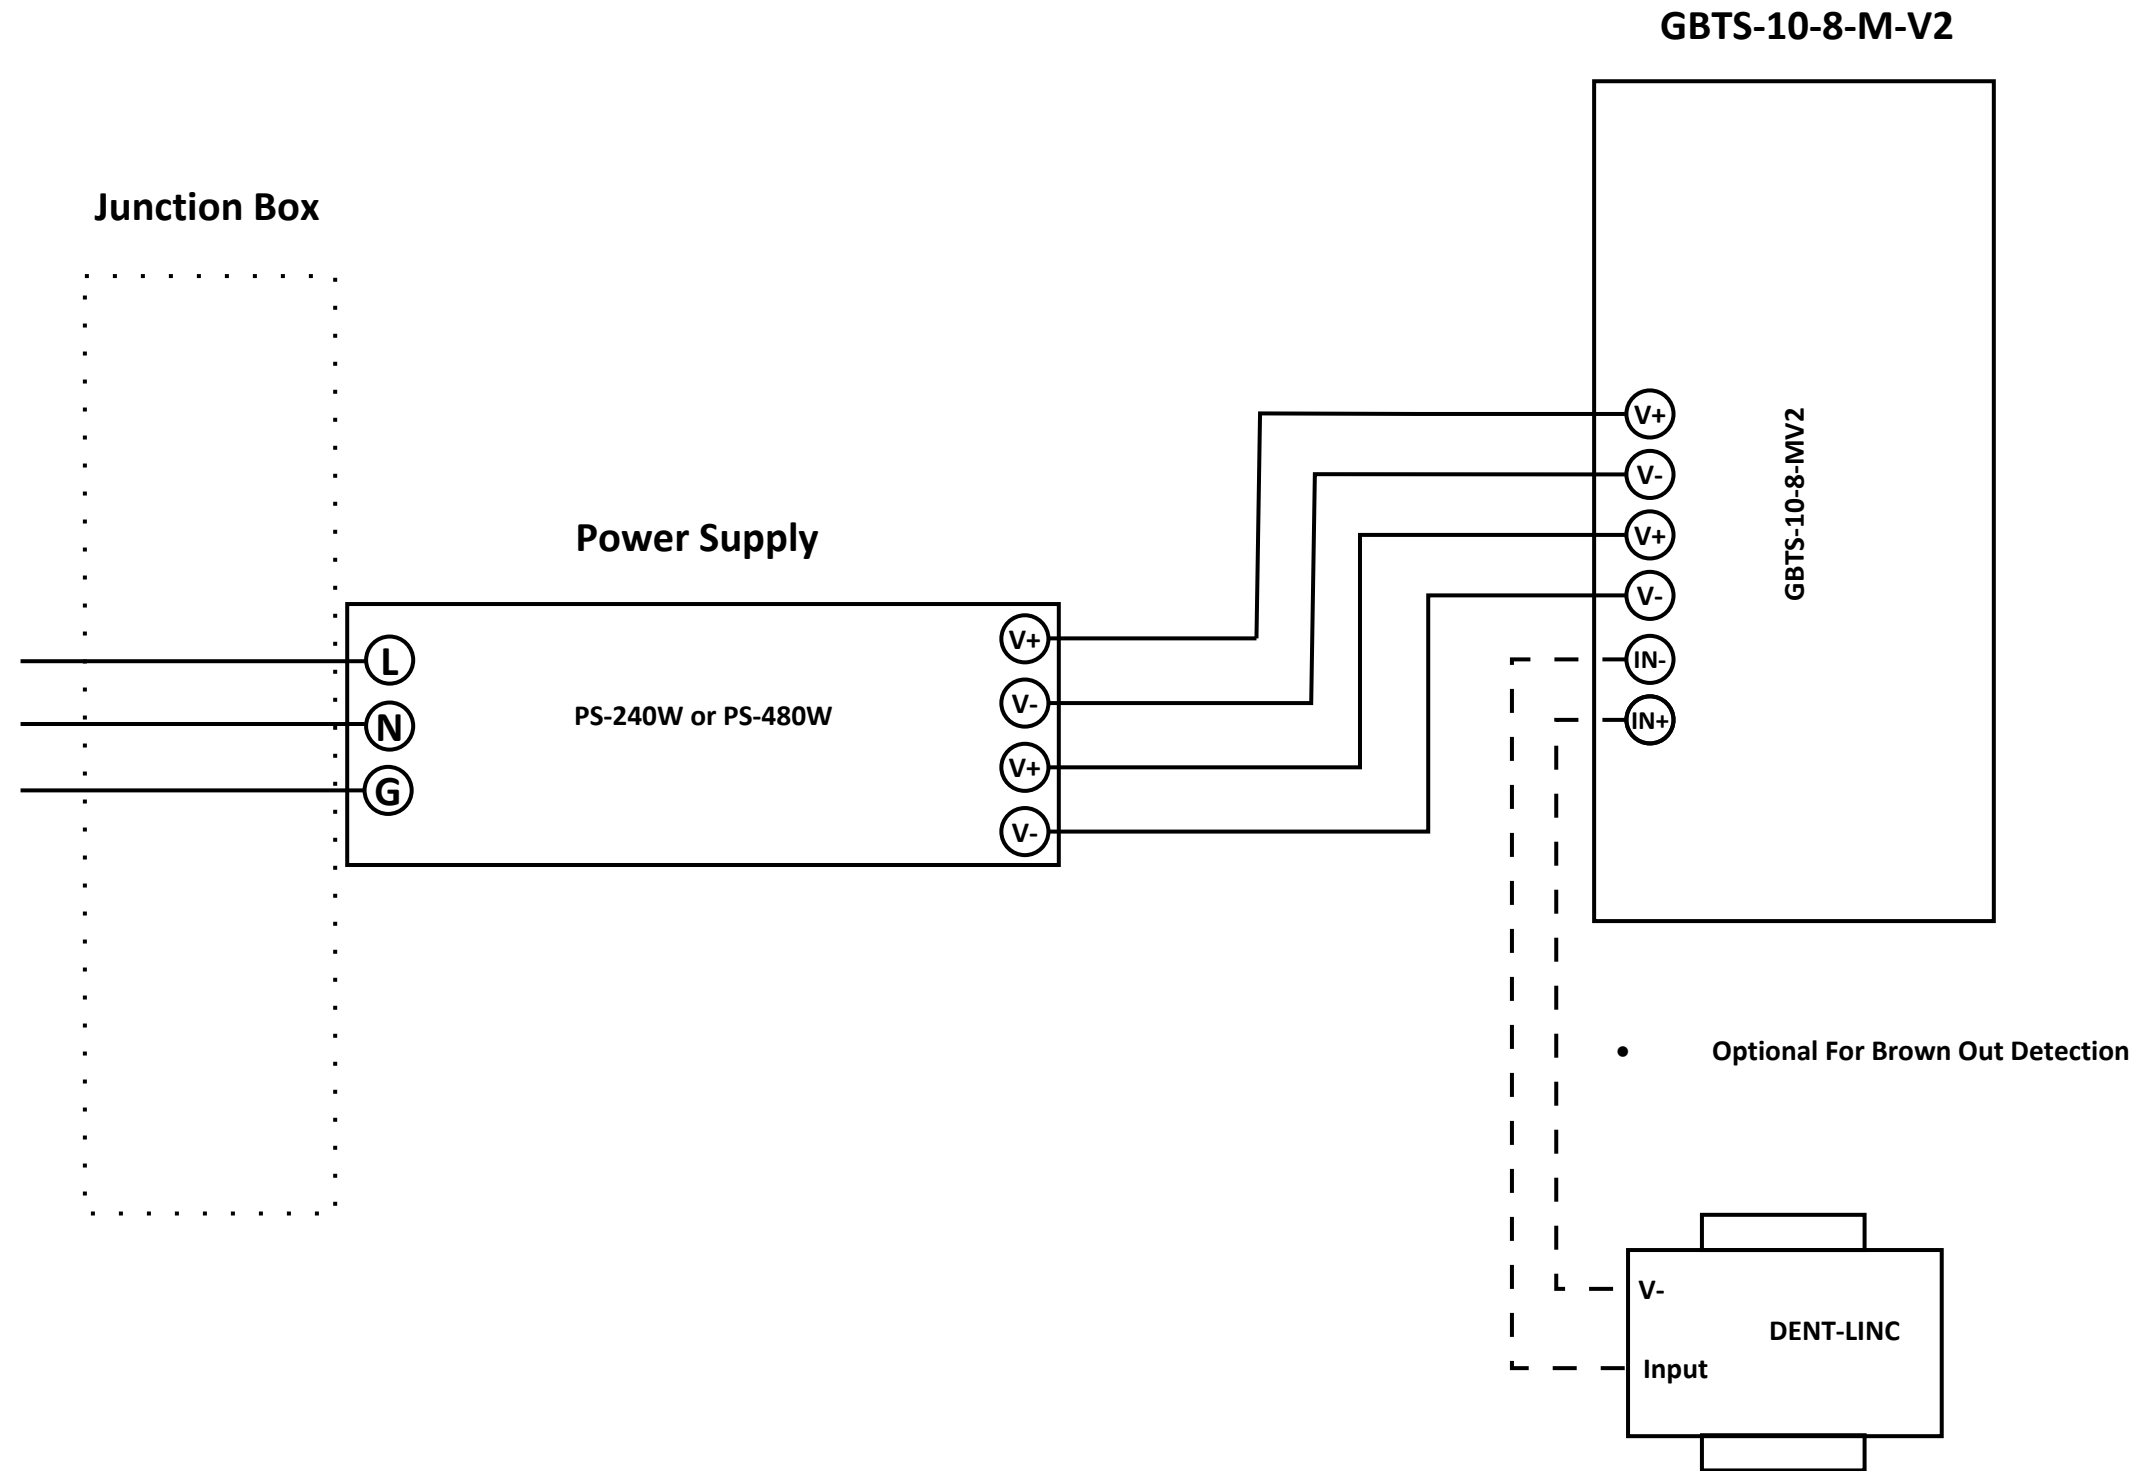 GBTS-10-8-M-V2
Junction Box
Power Supply
L
N
G
PS-240W or PS-480W
V+
V-
V+
V-
V+
V-
V+
V-
IN-
IN+
GBTS-10-8-MV2
• Optional For Brown Out Detection
V-
DENT-LINC
Input